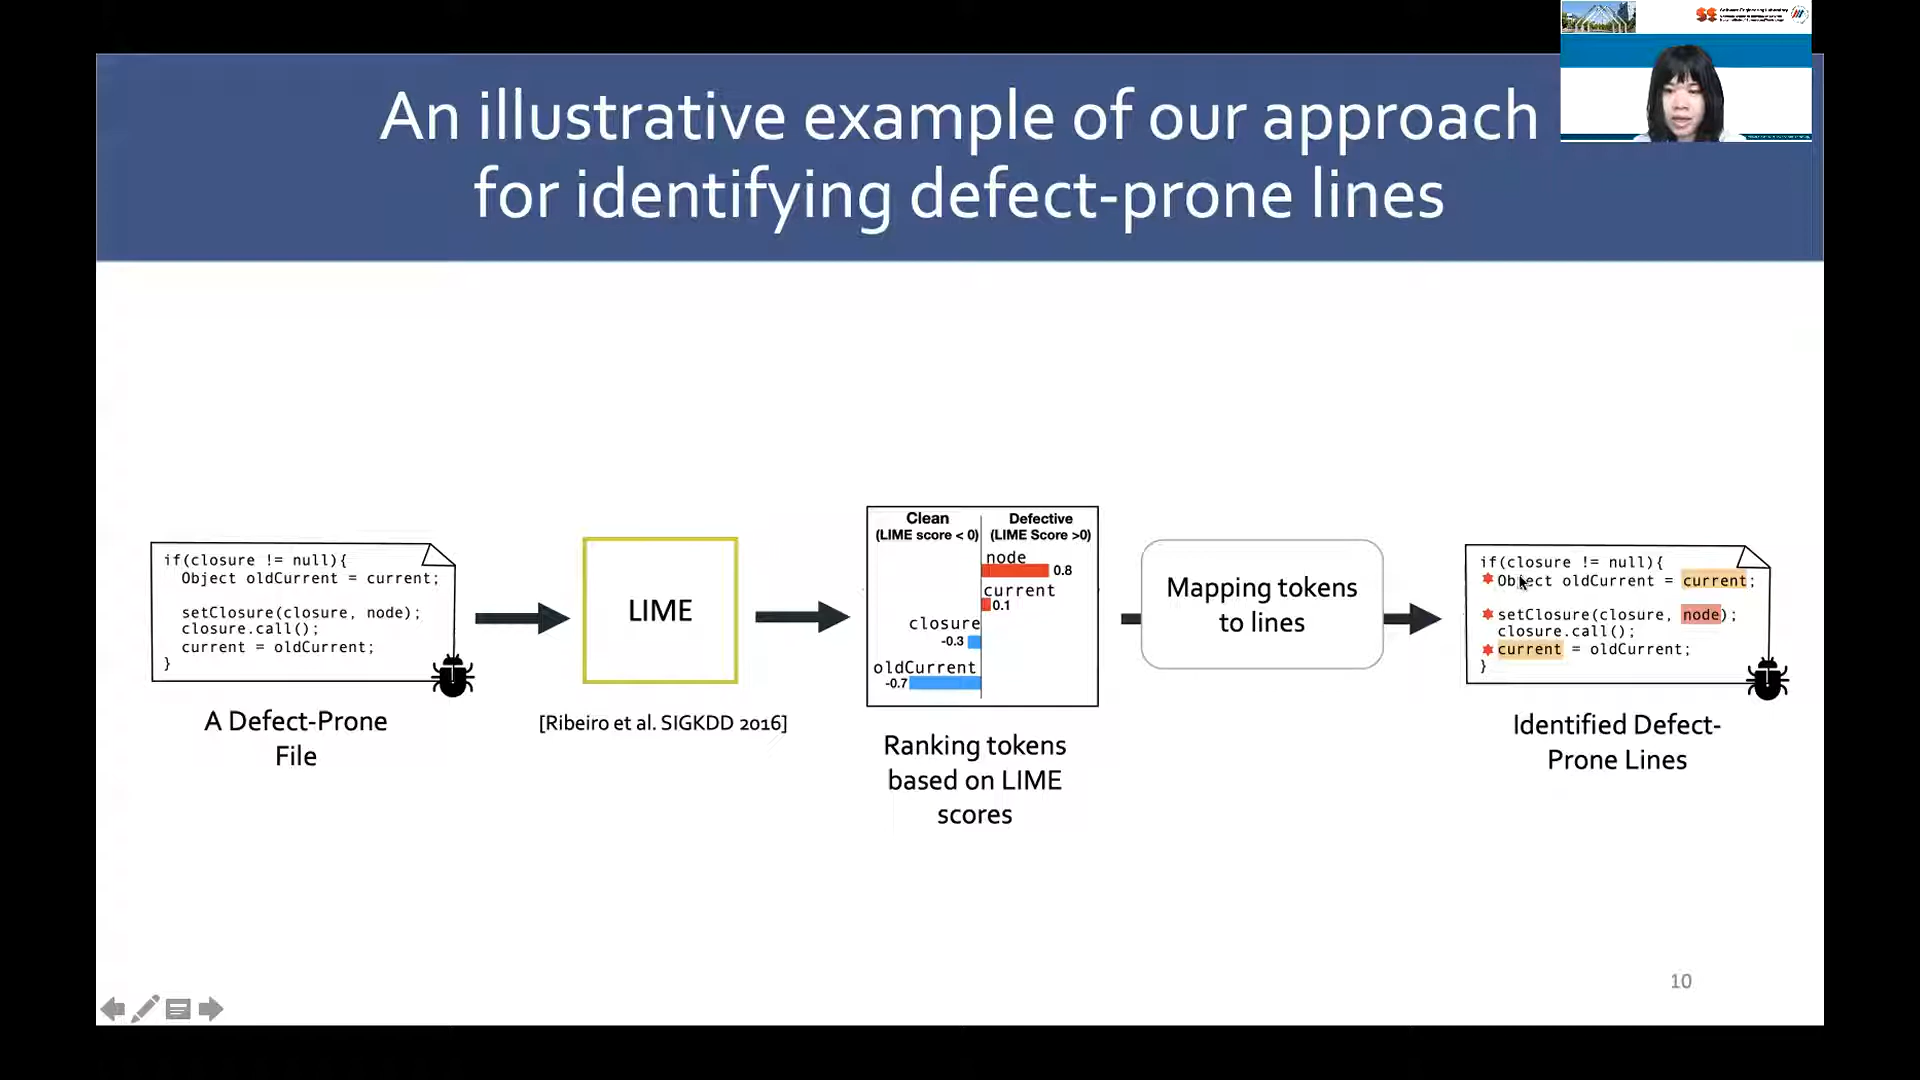 An illustrative example of our approach
for identifying defect-prone lines
if(closure != null){
Object oldCurrent = current;
setClosure(closure, node);
closure.call();
current = oldCurrent;
}
A Defect-Prone
File
LIME
[Ribeiro et al. SIGKDD 2016]
Clean
(LIME score < 0)
Defective
(LIME Score >0)
node
0.8
current
0.1
closure
-0.3
oldCurrent
-0.7
Ranking tokens
based on LIME
scores
Mapping tokens
to lines
if(closure != null){
Object oldCurrent = current;
setClosure(closure, node);
closure.call();
current = oldCurrent;
}
Identified Defect-
Prone Lines
10